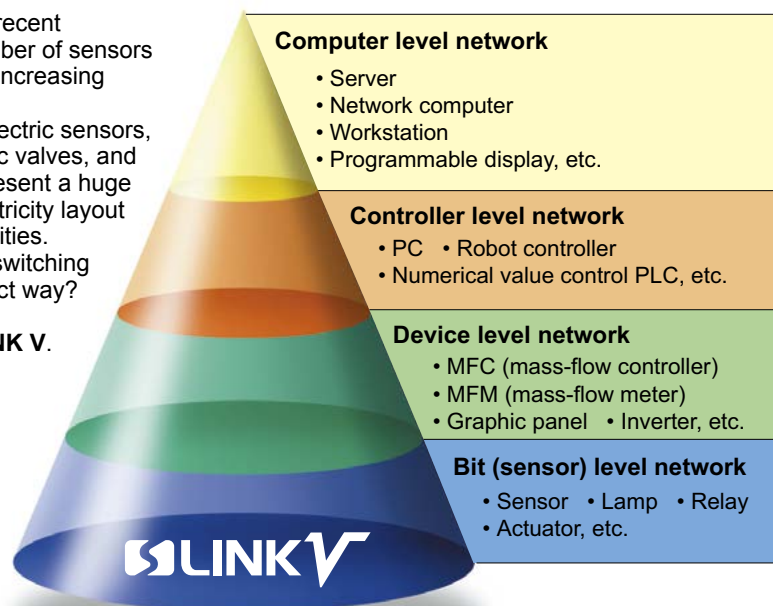 recent
ber of sensors
increasing
ectric sensors,
c valves, and
esent a huge
tricity layout
ities.
switching
ct way?
NK V.
Computer level network
• Server
• Network computer
• Workstation
• Programmable display, etc.
Controller level network
• PC • Robot controller
• Numerical value control PLC, etc.
Device level network
• MFC (mass-flow controller)
• MFM (mass-flow meter)
• Graphic panel • Inverter, etc.
Bit (sensor) level network
• Sensor • Lamp • Relay
• Actuator, etc.
SLINK V